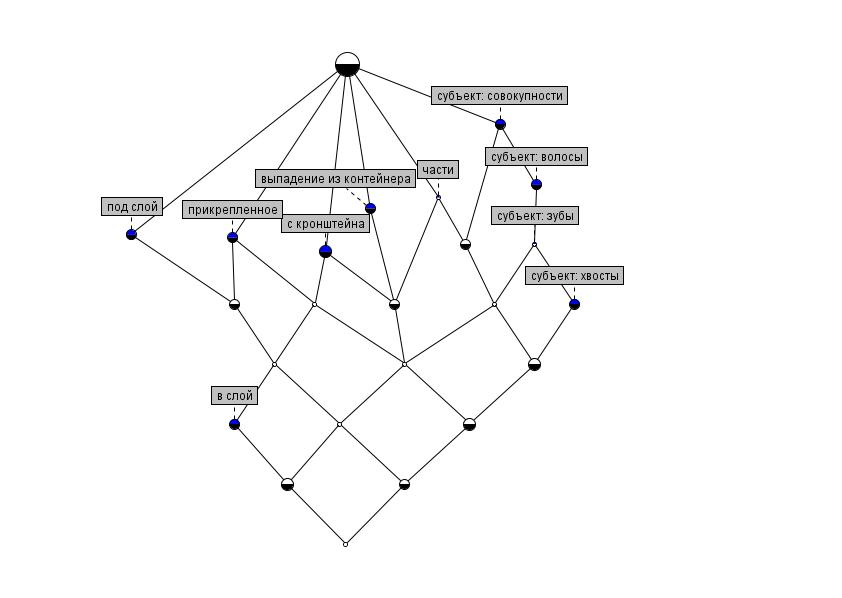 субъект: совокупности
субъект: волосы
части
выпадение из контейнера
под слой
прикрепленное
с кронштейна
субъект: зубы
субъект: хвосты
в слой